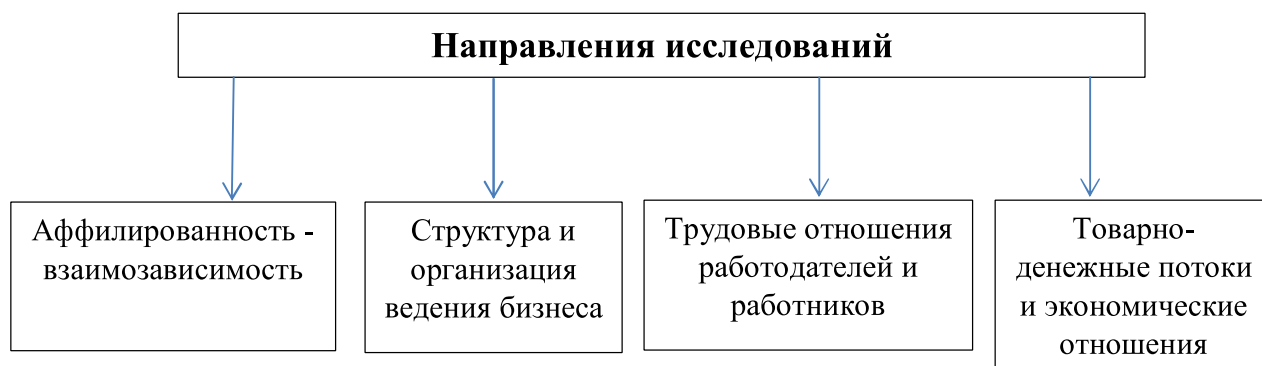 Направления исследований
Аффилированность -
взаимозависимость
Структура и
организация
ведения бизнеса
Трудовые отношения
работодателей и
работников
Товарно-
денежные потоки
и экономические
отношения